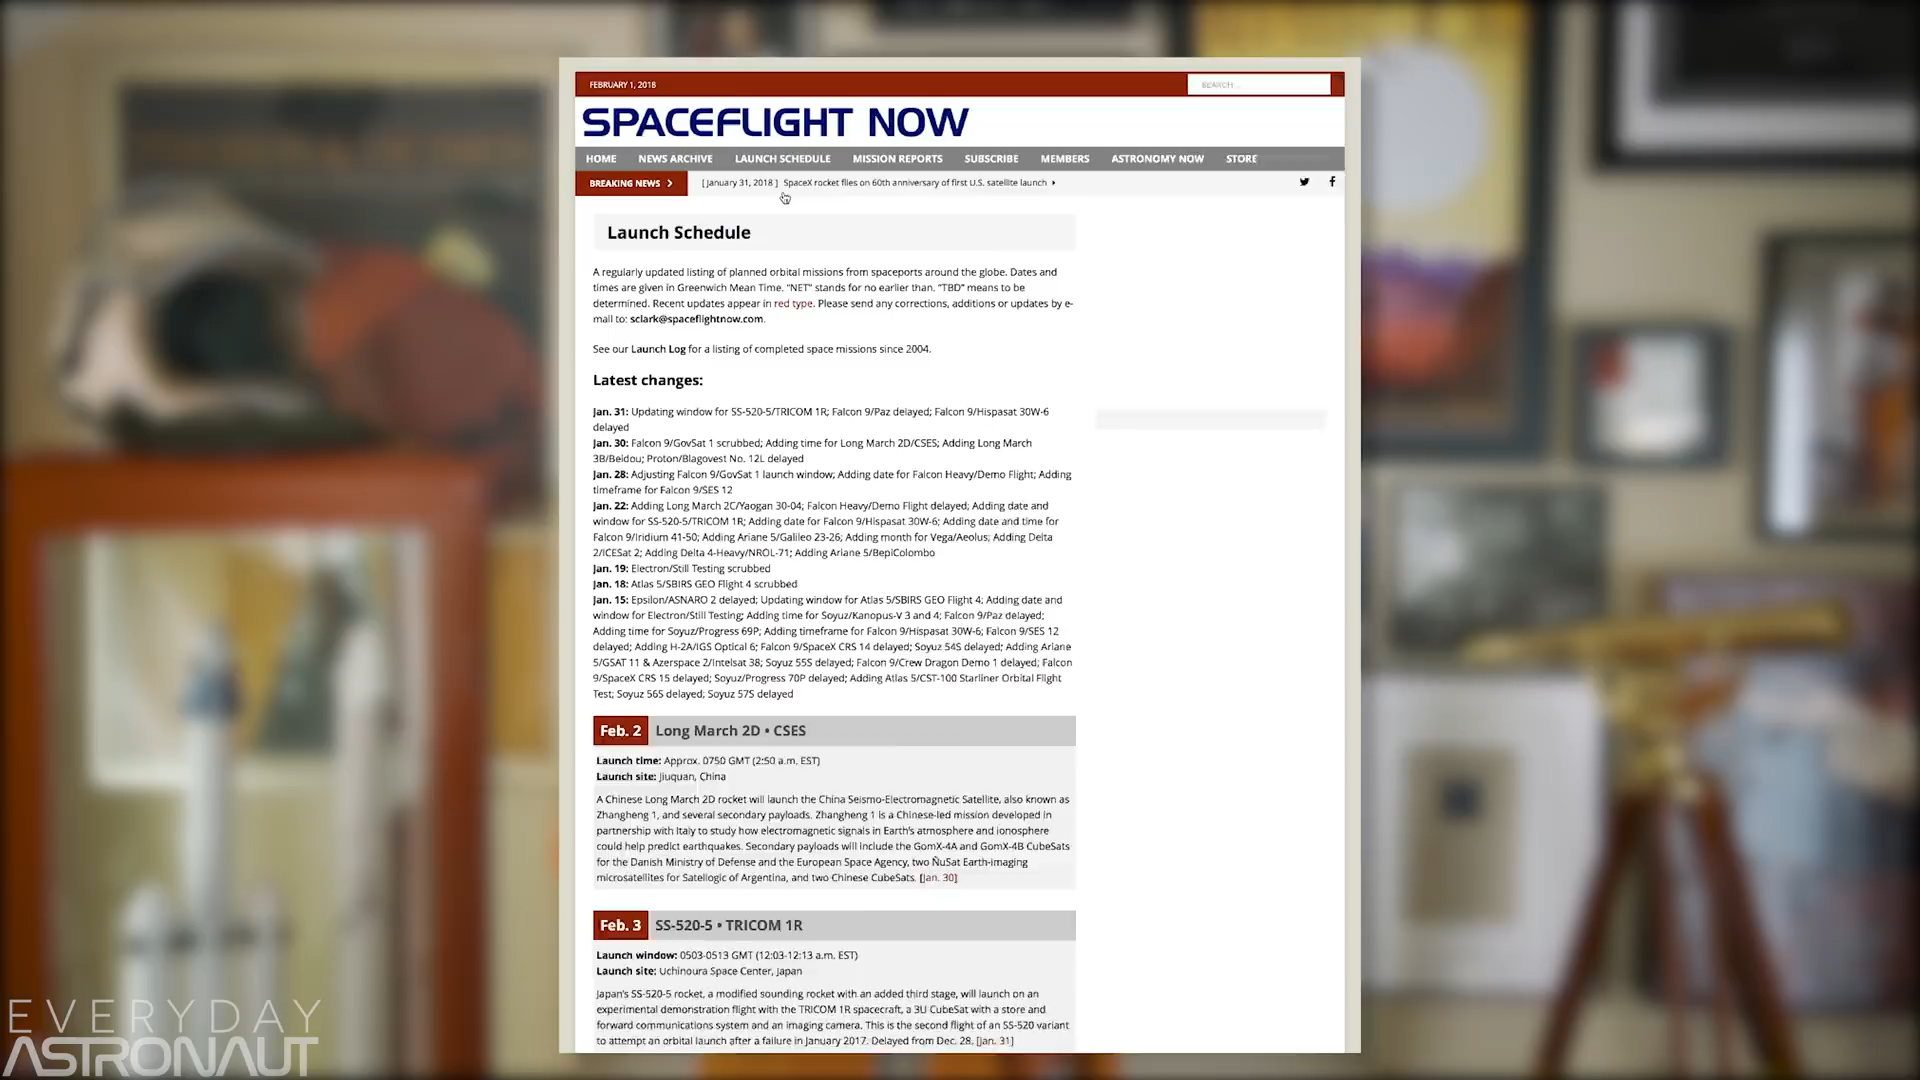 FEBRUARY 1, 2018
SEARCH ...
SPACEFLIGHT NOW
HOME NEWS ARCHIVE LAUNCH SCHEDULE MISSION REPORTS SUBSCRIBE MEMBERS ASTRONOMY NOW STORE
BREAKING NEWS [ January 31, 2018 ] SpaceX rocket flies on 60th anniversary of first U.S. satellite launch
Launch Schedule
A regularly updated listing of planned orbital missions from spaceports around the globe. Dates and
times are given in Greenwich Mean Time. “NET” stands for no earlier than. “TBD” means to be
determined. Recent updates appear in red type. Please send any corrections, additions or updates by e-
mail to: sclark@spaceflightnow.com.
See our Launch Log for a listing of completed space missions since 2004.
Latest changes:
Jan. 31: Updating window for SS-520-5/TRICOM 1R; Falcon 9/Paz delayed; Falcon 9/Hispasat 30W-6
delayed
Jan. 30: Falcon 9/GovSat 1 scrubbed; Adding time for Long March 2D/CSES; Adding Long March
3B/Beidou; Proton/Blagovest No. 12L delayed
Jan. 28: Adjusting Falcon 9/GovSat 1 launch window; Adding date for Falcon Heavy/Demo Flight; Adding
timeframe for Falcon 9/SES 12
Jan. 22: Adding Long March 2C/Yaogan 30-04; Falcon Heavy/Demo Flight delayed; Adding date and
window for SS-520-5/TRICOM 1R; Adding date for Falcon 9/Hispasat 30W-6; Adding date and time for
Falcon 9/Iridium 41-50; Adding Ariane 5/Galileo 23-26; Adding month for Vega/Aeolus; Adding Delta
2/ICESat 2; Adding Delta 4-Heavy/NROL-71; Adding Ariane 5/BepiColombo
Jan. 19: Electron/Still Testing scrubbed
Jan. 18: Atlas 5/SBIRS GEO Flight 4 scrubbed
Jan. 15: Epsilon/ASNARO 2 delayed; Updating window for Atlas 5/SBIRS GEO Flight 4; Adding date and
window for Electron/Still Testing; Adding time for Soyuz/Kanopus-V 3 and 4; Falcon 9/Paz delayed;
Adding time for Soyuz/Progress 69P; Adding timeframe for Falcon 9/Hispasat 30W-6; Falcon 9/SES 12
delayed; Adding H-2A/IGS Optical 6; Falcon 9/SpaceX CRS 14 delayed; Soyuz 54S delayed; Adding Ariane
5/GSAT 11 & Azerspace 2/Intelsat 38; Soyuz 55S delayed; Falcon 9/Crew Dragon Demo 1 delayed; Falcon
9/SpaceX CRS 15 delayed; Soyuz/Progress 70P delayed; Adding Atlas 5/CST-100 Starliner Orbital Flight
Test; Soyuz 56S delayed; Soyuz 57S delayed
Feb. 2 Long March 2D • CSES
Launch time: Approx. 0750 GMT (2:50 a.m. EST)
Launch site: Jiuquan, China
A Chinese Long March 2D rocket will launch the China Seismo-Electromagnetic Satellite, also known as
Zhangheng 1, and several secondary payloads. Zhangheng 1 is a Chinese-led mission developed in
partnership with Italy to study how electromagnetic signals in Earth’s atmosphere and ionosphere
could help predict earthquakes. Secondary payloads will include the GomX-4A and GomX-4B CubeSats
for the Danish Ministry of Defense and the European Space Agency, two ÑuSat Earth-imaging
microsatellites for Satellogic of Argentina, and two Chinese CubeSats. [Jan. 30]
Feb. 3 SS-520-5 • TRICOM 1R
Launch window: 0503-0513 GMT (12:03-12:13 a.m. EST)
Launch site: Uchinoura Space Center, Japan
Japan’s SS-520-5 rocket, a modified sounding rocket with an added third stage, will launch on an
experimental demonstration flight with the TRICOM 1R spacecraft, a 3U CubeSat with a store and
forward communications system and an imaging camera. This is the second flight of an SS-520 variant
to attempt an orbital launch after a failure in January 2017. Delayed from Dec. 28. [Jan. 31]
EVERYDAY
ASTRONAUT